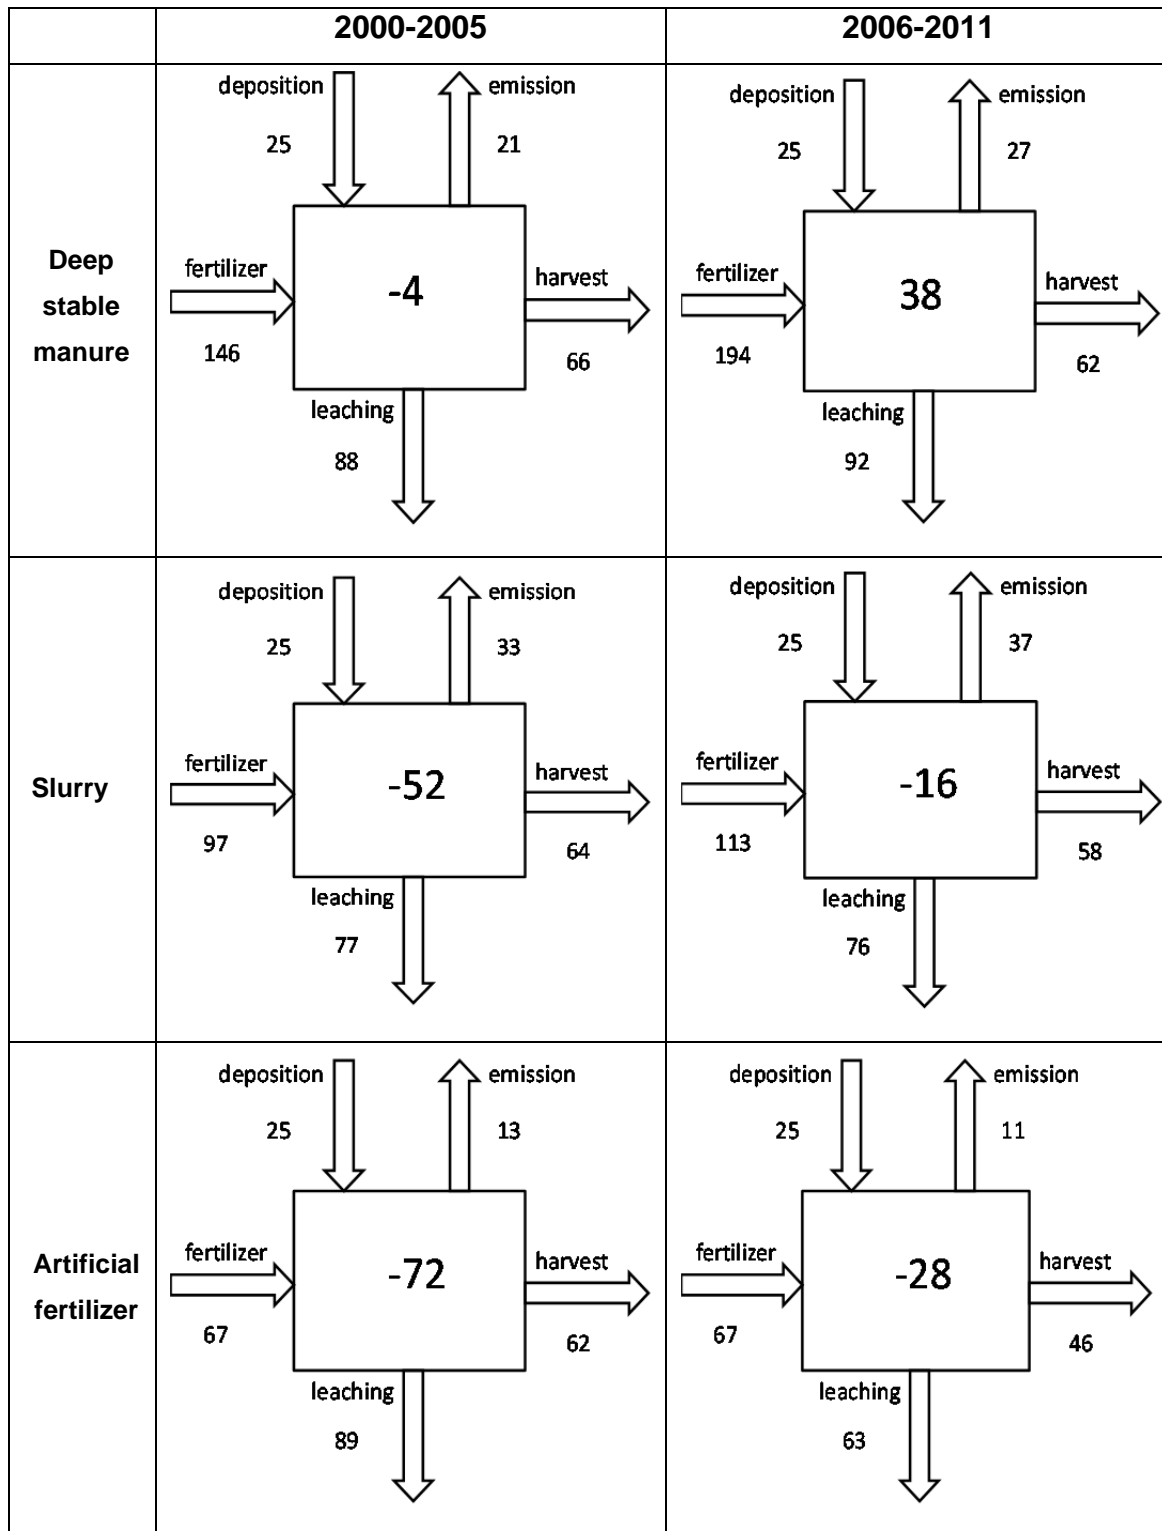 2000-2005
2006-2011
Deep
stable
manure
deposition
emission
25
21
fertilizer
-4
harvest
146
66
leaching
88
deposition
emission
25
27
fertilizer
38
harvest
194
62
leaching
92
Slurry
deposition
emission
25
33
fertilizer
-52
harvest
97
64
leaching
77
deposition
emission
25
37
fertilizer
-16
harvest
113
58
leaching
76
Artificial
fertilizer
deposition
emission
25
13
fertilizer
-72
harvest
67
62
leaching
89
deposition
emission
25
11
fertilizer
-28
harvest
67
46
leaching
63